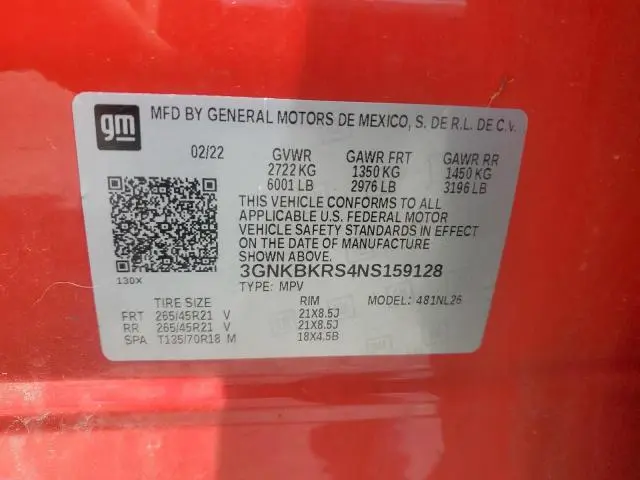 gm MFD BY GENERAL MOTORS DE MEXICO, S. DE R.L. DE C.V.
02/22 GVWR GAWR FRT GAWR RR
2722 KG 1350 KG 1450 KG
6001 LB 2976 LB 3196 LB
THIS VEHICLE CONFORMS TO ALL
APPLICABLE U.S. FEDERAL MOTOR
VEHICLE SAFETY STANDARDS IN EFFECT
ON THE DATE OF MANUFACTURE
SHOWN ABOVE.
3GNKBKRS4NS159128
130X
TYPE: MPV MODEL: 481NL26
TIRE SIZE RIM
FRT 265/45R21 V 21X8.5J
RR 265/45R21 V 21X8.5J
SPA T135/70R18 M 18X4.5B